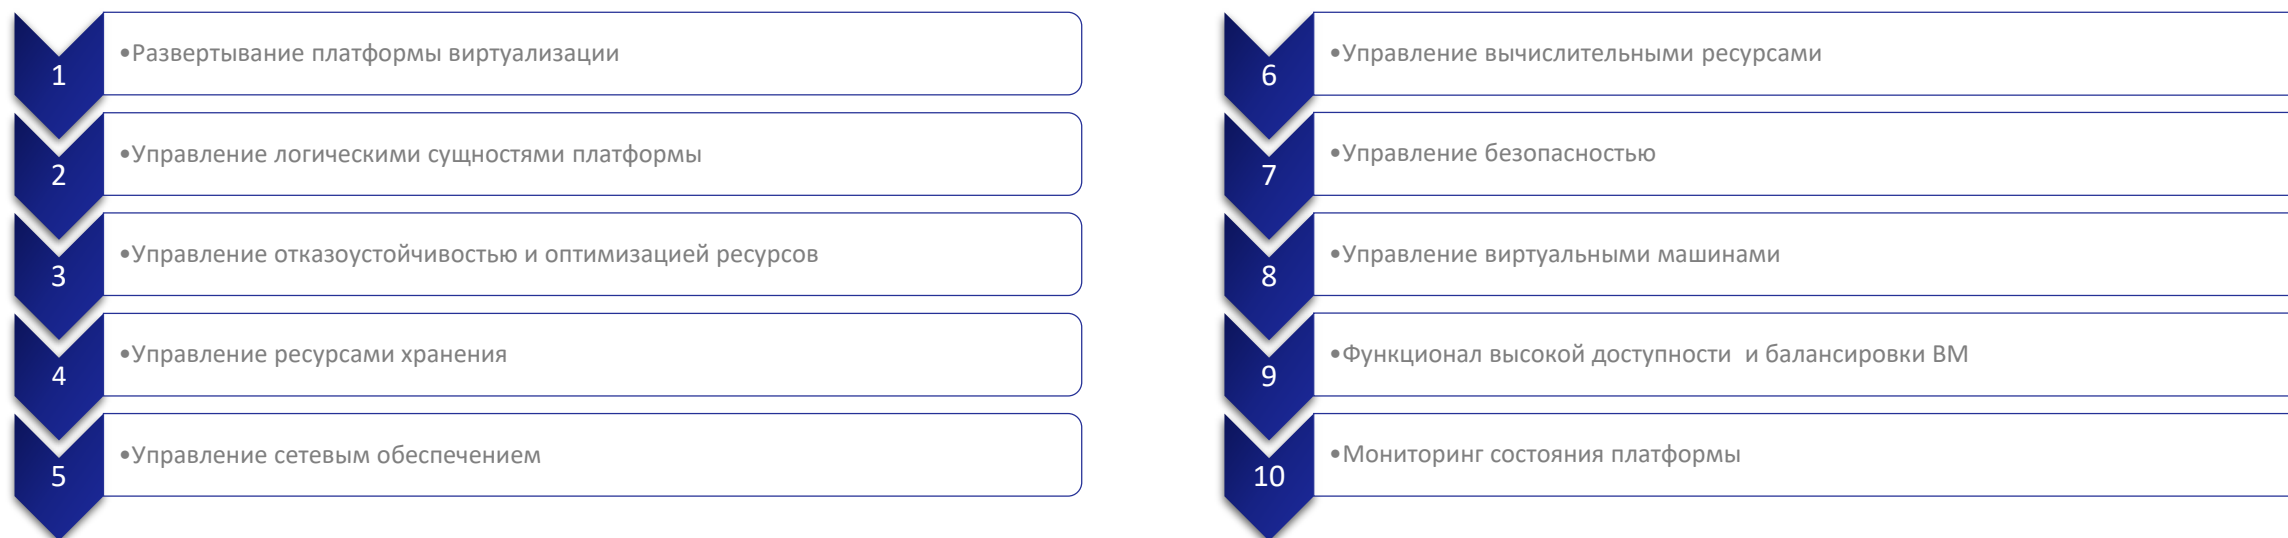 1
•Развертывание платформы виртуализации
2
•Управление логическими сущностями платформы
3
•Управление отказоустойчивостью и оптимизацией ресурсов
4
•Управление ресурсами хранения
5
•Управление сетевым обеспечением
6
•Управление вычислительными ресурсами
7
•Управление безопасностью
8
•Управление виртуальными машинами
9
•Функционал высокой доступности  и балансировки ВМ
10
•Мониторинг состояния платформы